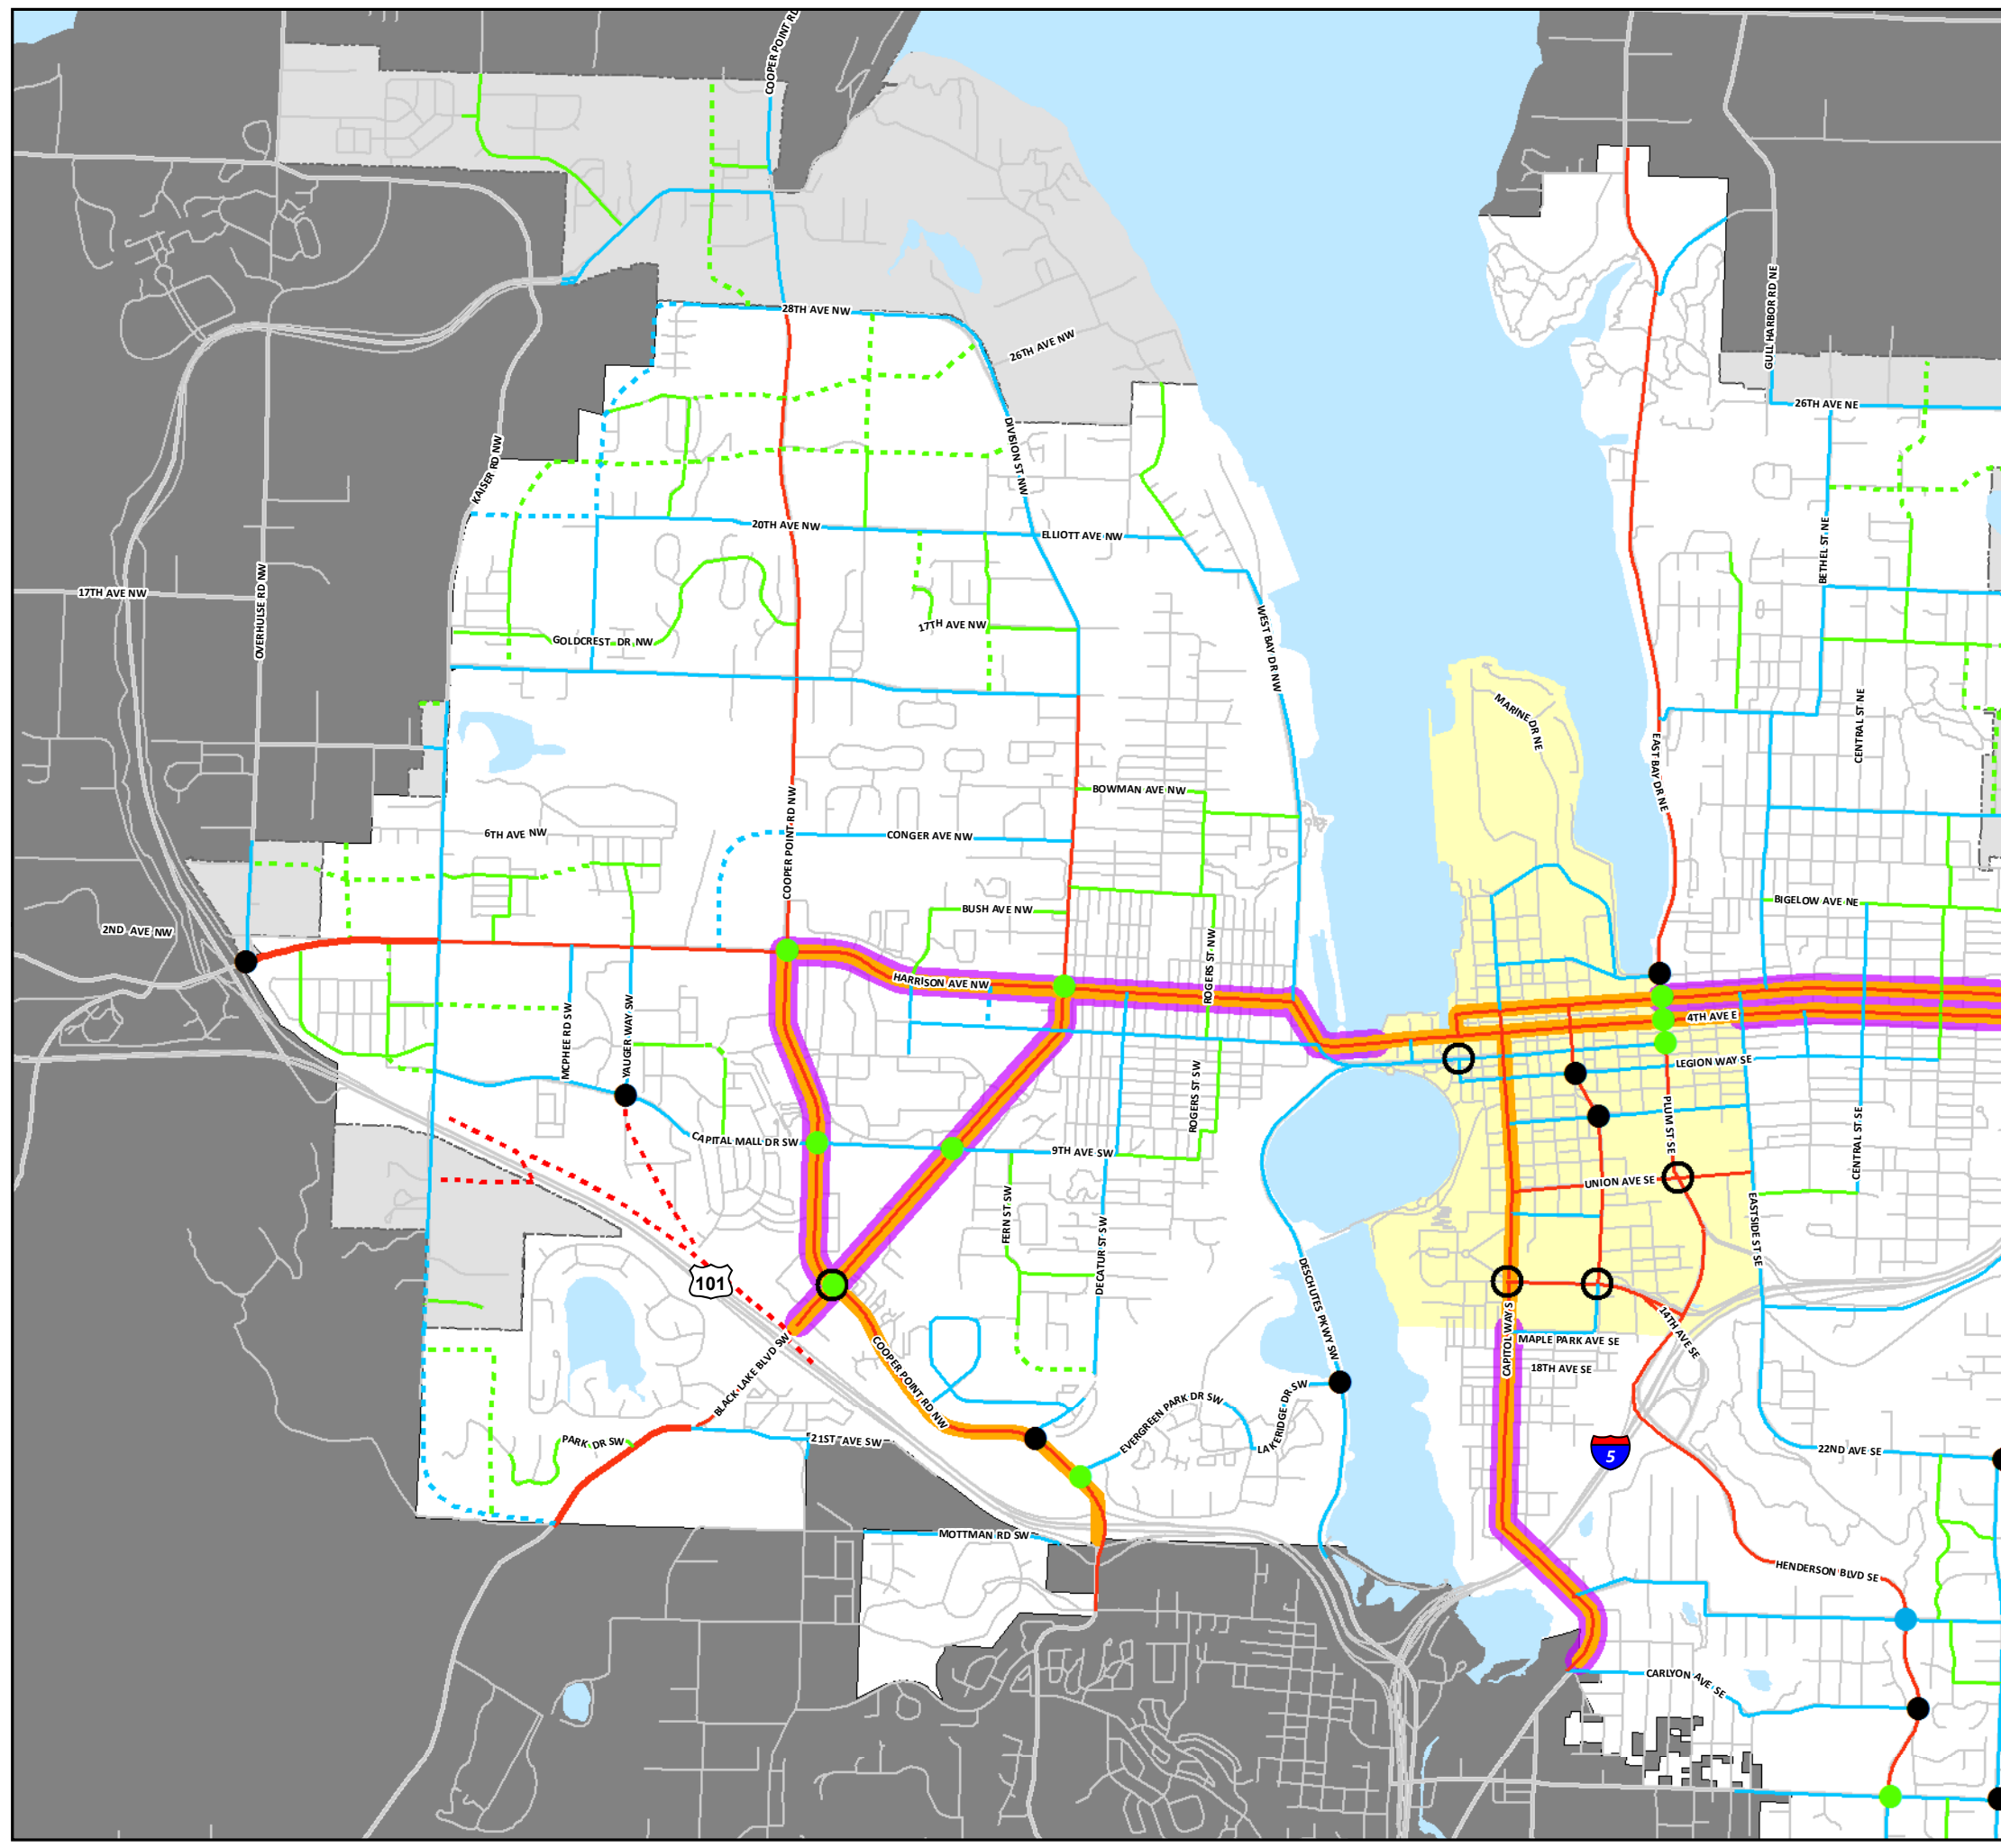 COOPER POINT RD
28TH AVE NW
26TH AVE NW
GULL HARBOR RD NE
26TH AVE NE
KAISER RD NW
DIVISION ST NW
20TH AVE NW
ELLIOTT AVE NW
BETHEL ST NE
17TH AVE NW
OVERHULSE RD NW
GOLDCREST DR NW
17TH AVE NW
WEST BAY DR NW
MARINE DR NE
CENTRAL ST NE
EAST BAY DR NE
BOWMAN AVE NW
6TH AVE NW
CONGER AVE NW
COOPER POINT RD NW
BUSH AVE NW
BIGELOW AVE NE
2ND AVE NW
HARRISON AVE NW
ROGERS ST NW
4TH AVE E
MCPHEE RD SW
YAUGER WAY SW
LEGION WAY SE
ROGERS ST SW
PLUM ST SE
CENTRAL ST SE
CAPITAL MALL DR SW
9TH AVE SW
UNION AVE SE
FERN ST SW
DECATUR ST SW
EASTSIDE ST SE
101
DESCHUTES PKWY SW
CAPITOL WAY S
14TH AVE SE
MAPLE PARK AVE SE
18TH AVE SE
BLACK LAKE BLVD SW
COOPER POINT RD NW
EVERGREEN PARK DR SW
LAKERIDGE DR SW
PARK DR SW
21ST AVE SW
5
22ND AVE SE
MOTTMAN RD SW
HENDERSON BLVD SE
CARLYON AVE SE